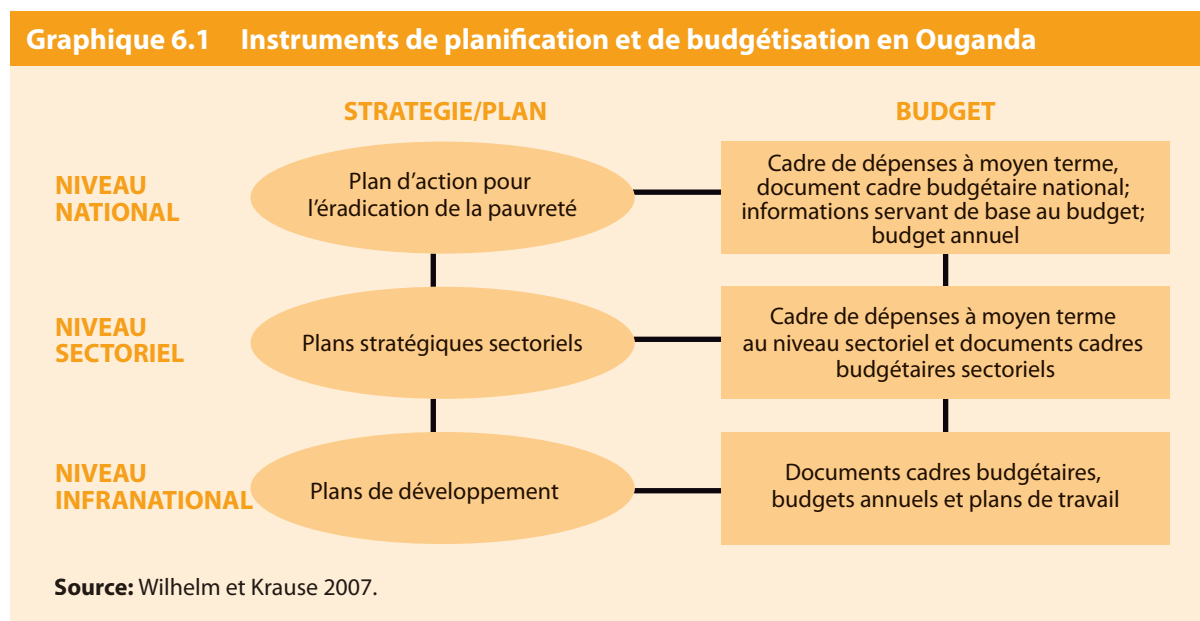 Graphique 6.1 Instruments de planification et de budgétisation en Ouganda
STRATEGIE/PLAN
BUDGET
NIVEAU
NATIONAL
Plan d’action pour
l’éradication de la pauvreté
Cadre de dépenses à moyen terme,
document cadre budgétaire national;
informations servant de base au budget;
budget annuel
NIVEAU
SECTORIEL
Plans stratégiques sectoriels
Cadre de dépenses à moyen terme
au niveau sectoriel et documents cadres
budgétaires sectoriels
NIVEAU
INFRANATIONAL
Plans de développement
Documents cadres budgétaires,
budgets annuels et plans de travail
Source: Wilhelm et Krause 2007.